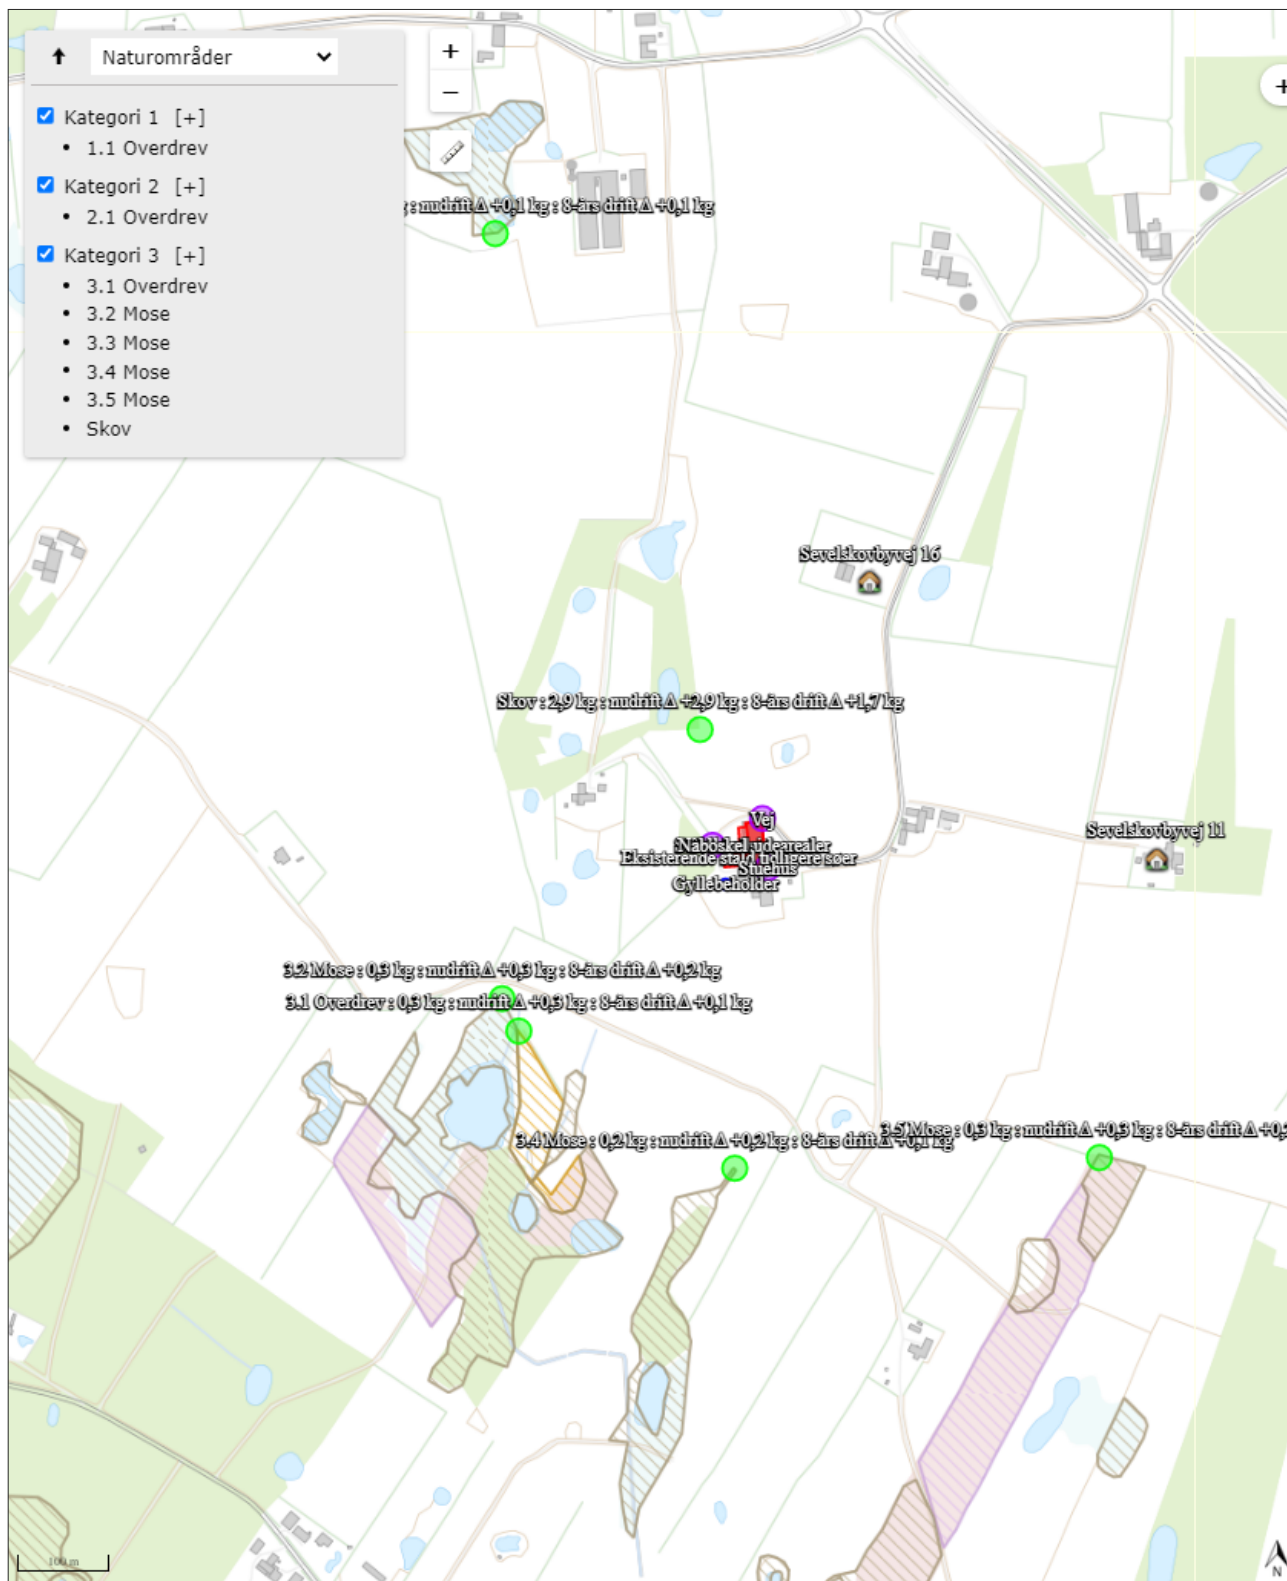 Naturområder
+
−
+
Kategori 1 [+]
1.1 Overdrev
Kategori 2 [+]
2.1 Overdrev
Kategori 3 [+]
3.1 Overdrev
3.2 Mose
3.3 Mose
3.4 Mose
3.5 Mose
Skov
: nudrift Δ +0,1 kg : 8-års drift Δ +0,1 kg
Sevelskovbyvej 16
Skov : 2,9 kg : nudrift Δ +2,9 kg : 8-års drift Δ +1,7 kg
Vej
Sevelskovbyvej 11
Naboskel udearealer
Eksisterende stald tidligere søer
Stuehus
Gyllebeholder
3.2 Mose : 0,3 kg : nudrift Δ +0,3 kg : 8-års drift Δ +0,2 kg
3.1 Overdrev : 0,3 kg : nudrift Δ +0,3 kg : 8-års drift Δ +0,1 kg
3.5 Mose : 0,3 kg : nudrift Δ +0,3 kg : 8-års drift Δ
3.4 Mose : 0,2 kg : nudrift Δ +0,2 kg : 8-års drift Δ +0,1 kg
100 m
N